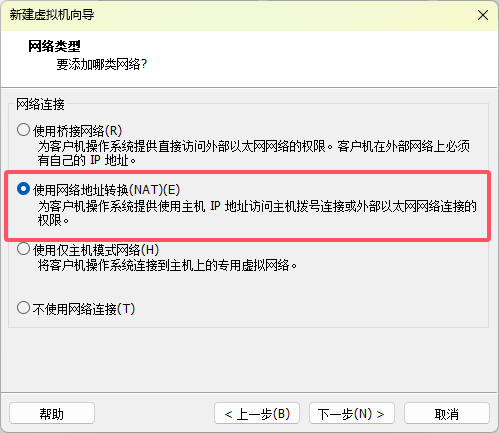 新建虚拟机向导
网络类型
要添加哪类网络?
网络连接
使用桥接网络(R)
为客户机操作系统提供直接访问外部以太网网络的权限。客户机在外部网络上必须
有自己的 IP 地址。
使用网络地址转换(NAT)(E)
为客户机操作系统提供使用主机 IP 地址访问主机拨号连接或外部以太网网络连接的
权限。
使用仅主机模式网络(H)
将客户机操作系统连接到主机上的专用虚拟网络。
不使用网络连接(T)
帮助
< 上一步(B)
下一步(N) >
取消